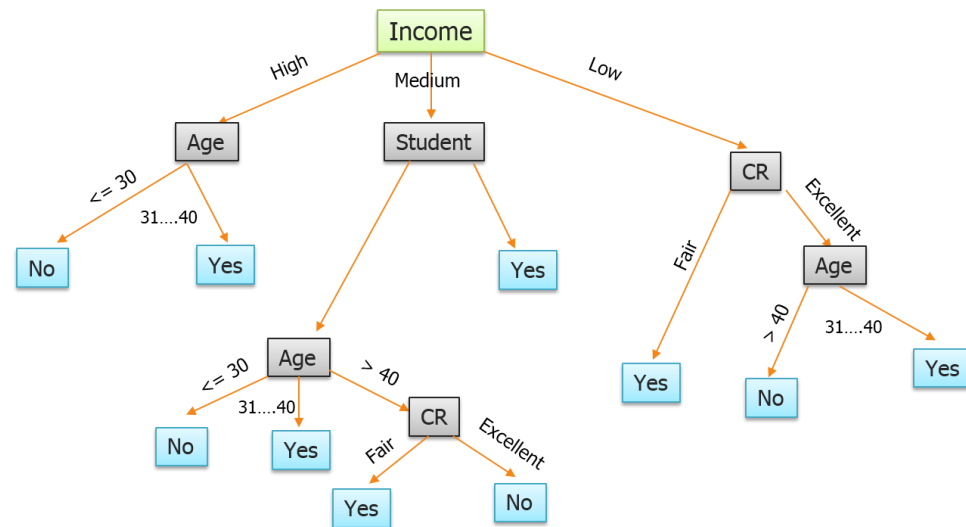 Income
High
Medium
Low
Age
Student
CR
<= 30
31....40
Fair
Excellent
No
Yes
Yes
Age
> 40
31....40
Age
<= 30
31....40
> 40
Yes
No
Yes
No
Yes
CR
Fair
Excellent
Yes
No